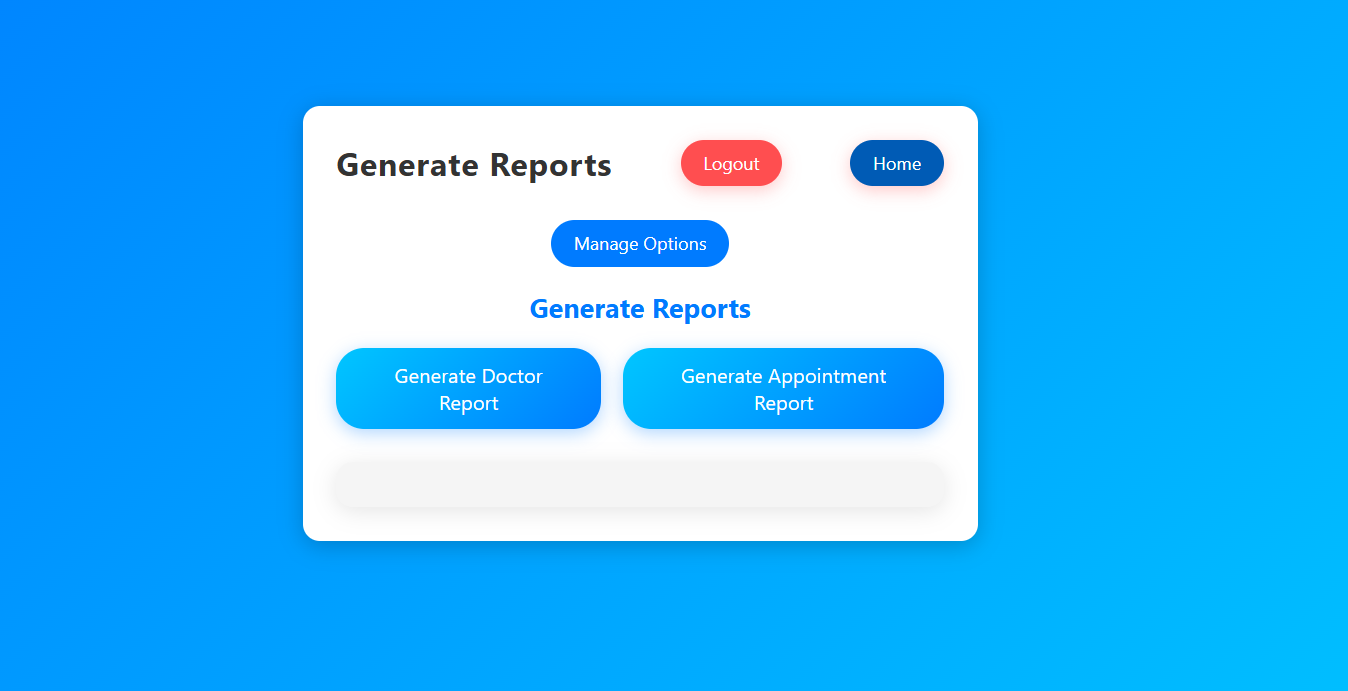 Generate Reports
Logout
Home
Manage Options
Generate Reports
Generate Doctor
Report
Generate Appointment
Report